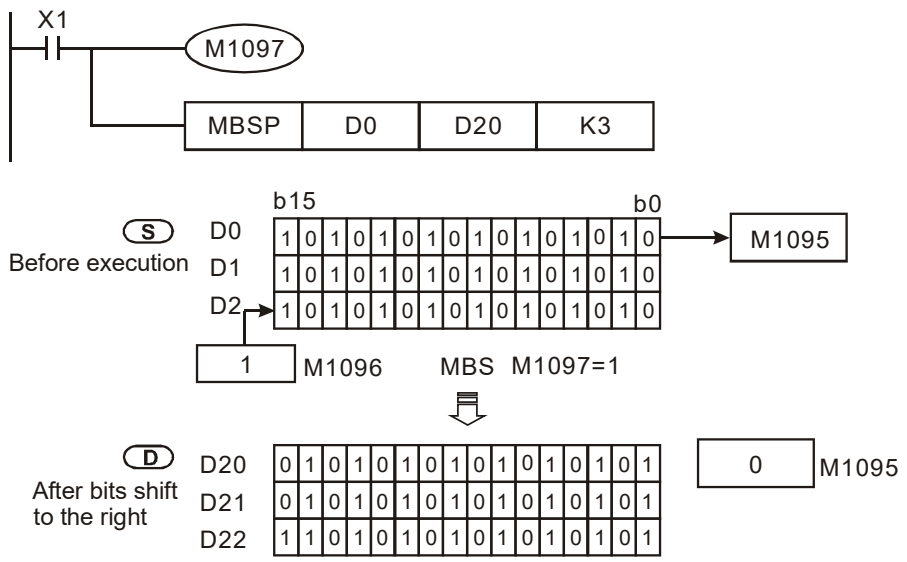 X1
M1097
MBSP D0 D20 K3
b15 b0
S D0 1 0 1 0 1 0 1 0 1 0 1 0 1 0 1 0 M1095
Before execution D1 1 0 1 0 1 0 1 0 1 0 1 0 1 0 1 0
D2 1 0 1 0 1 0 1 0 1 0 1 0 1 0 1 0
1 M1096 MBS M1097=1
D D20 0 1 0 1 0 1 0 1 0 1 0 1 0 1 0 1 0 M1095
After bits shift D21 0 1 0 1 0 1 0 1 0 1 0 1 0 1 0 1
to the right
D22 1 1 0 1 0 1 0 1 0 1 0 1 0 1 0 1